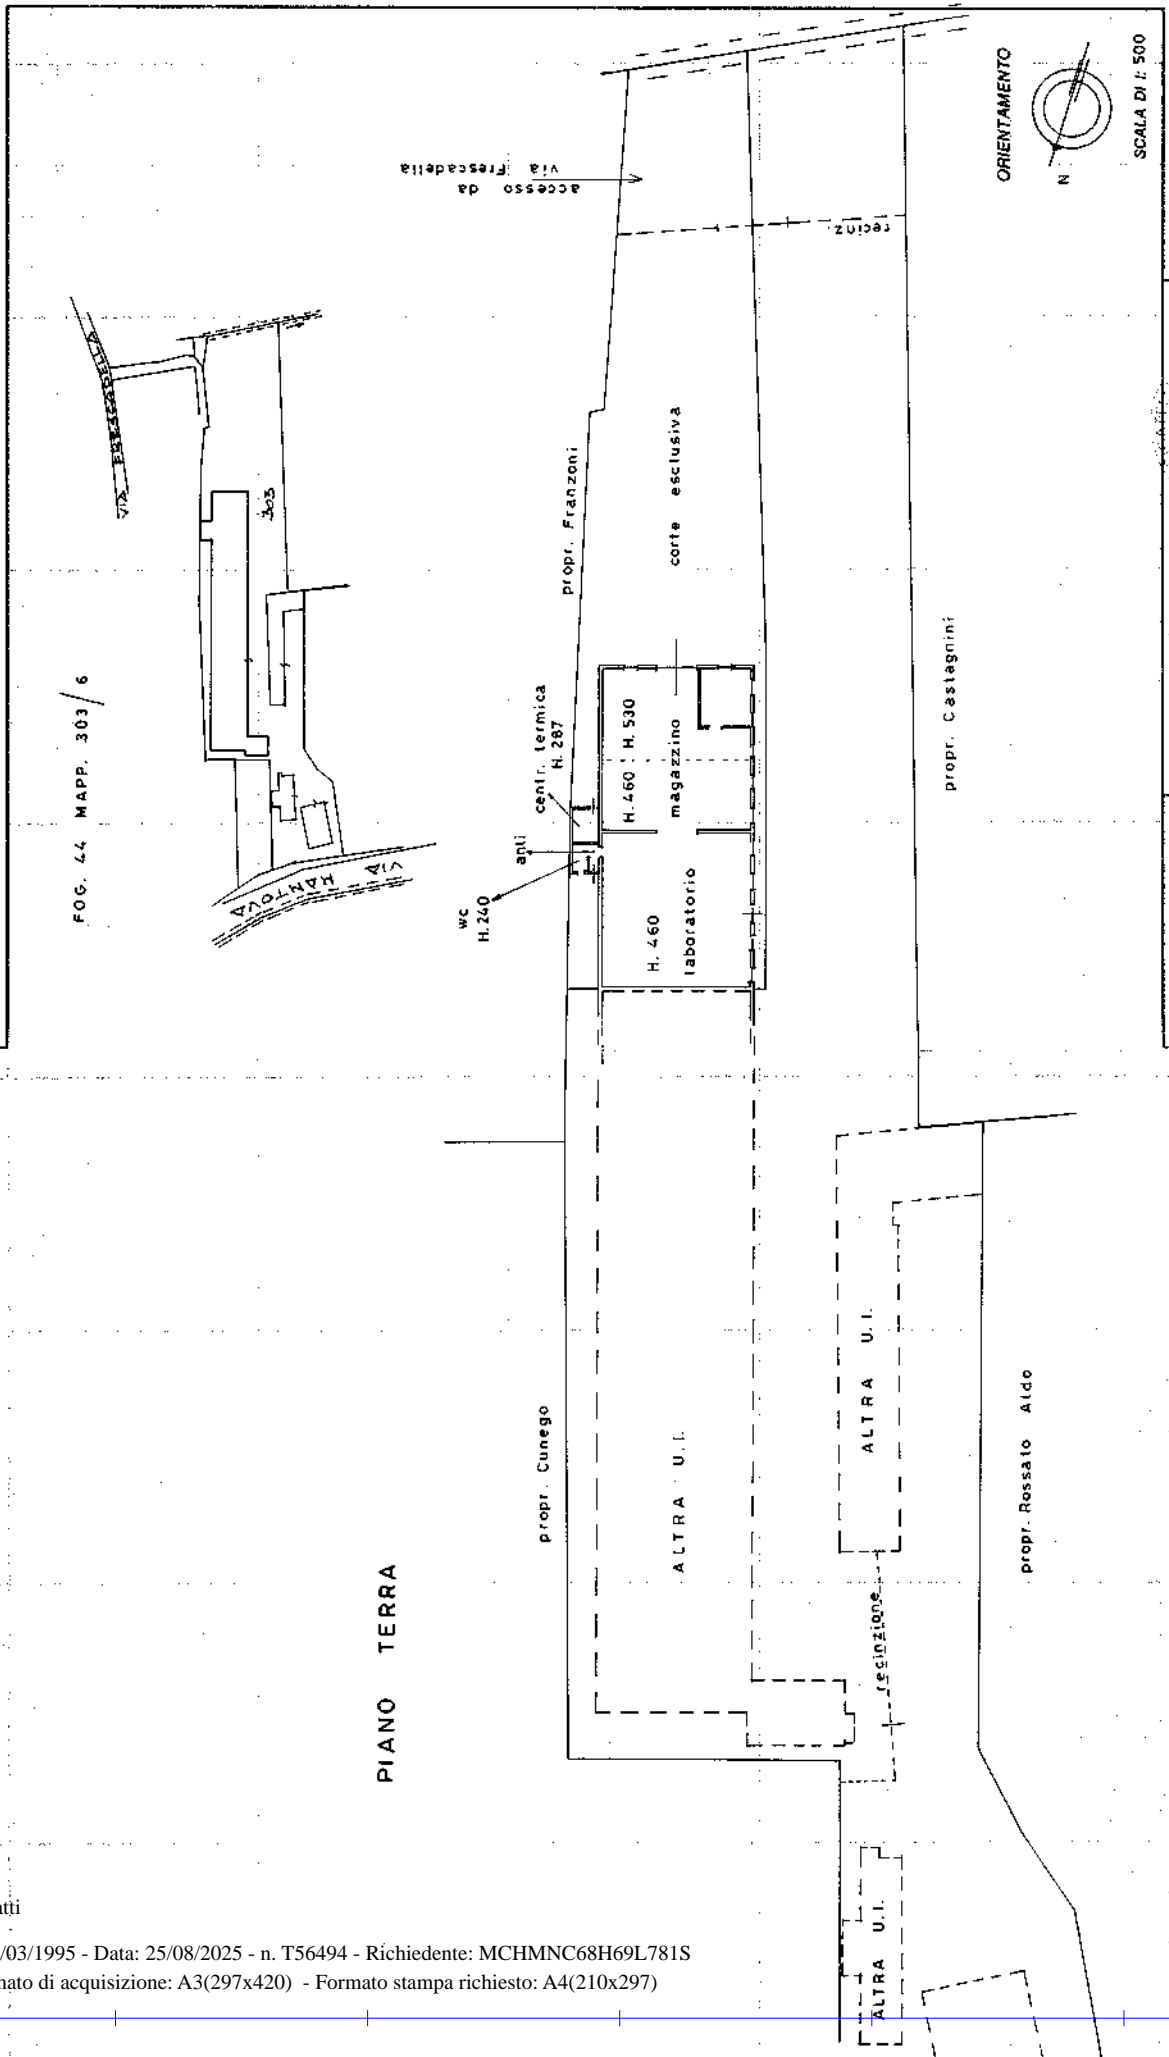 FOG. 44 MAPP. 303/6
VIA FRESCADELLA
303
VIA
MANTOVA
accesso da
via Frescadella
ORIENTAMENTO
N
SCALA DI 1: 500
recinz.
propr. Franzoni
corte esclusiva
centr. termica
H. 287
anti
wc
H. 240
H. 460
H. 530
magazzino
H. 460
laboratorio
propr. Castagnini
PIANO TERRA
propr. Cunego
ALTRA U.I.
ALTRA U.I.
recinzione
propr. Rossato Aldo
ALTRA U.I.
atti
/03/1995 - Data: 25/08/2025 - n. T56494 - Richiedente: MCHMNC68H69L781S
nato di acquisizione: A3(297x420) - Formato stampa richiesto: A4(210x297)